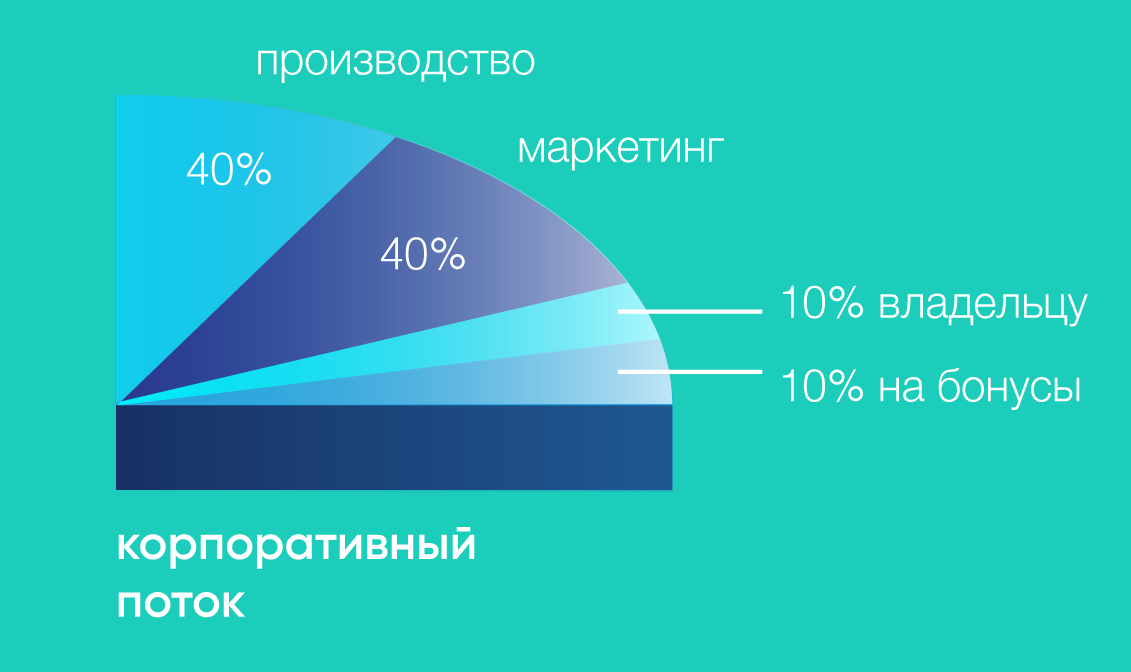 производство
маркетинг
40%
40%
10% владельцу
10% на бонусы
корпоративный
поток